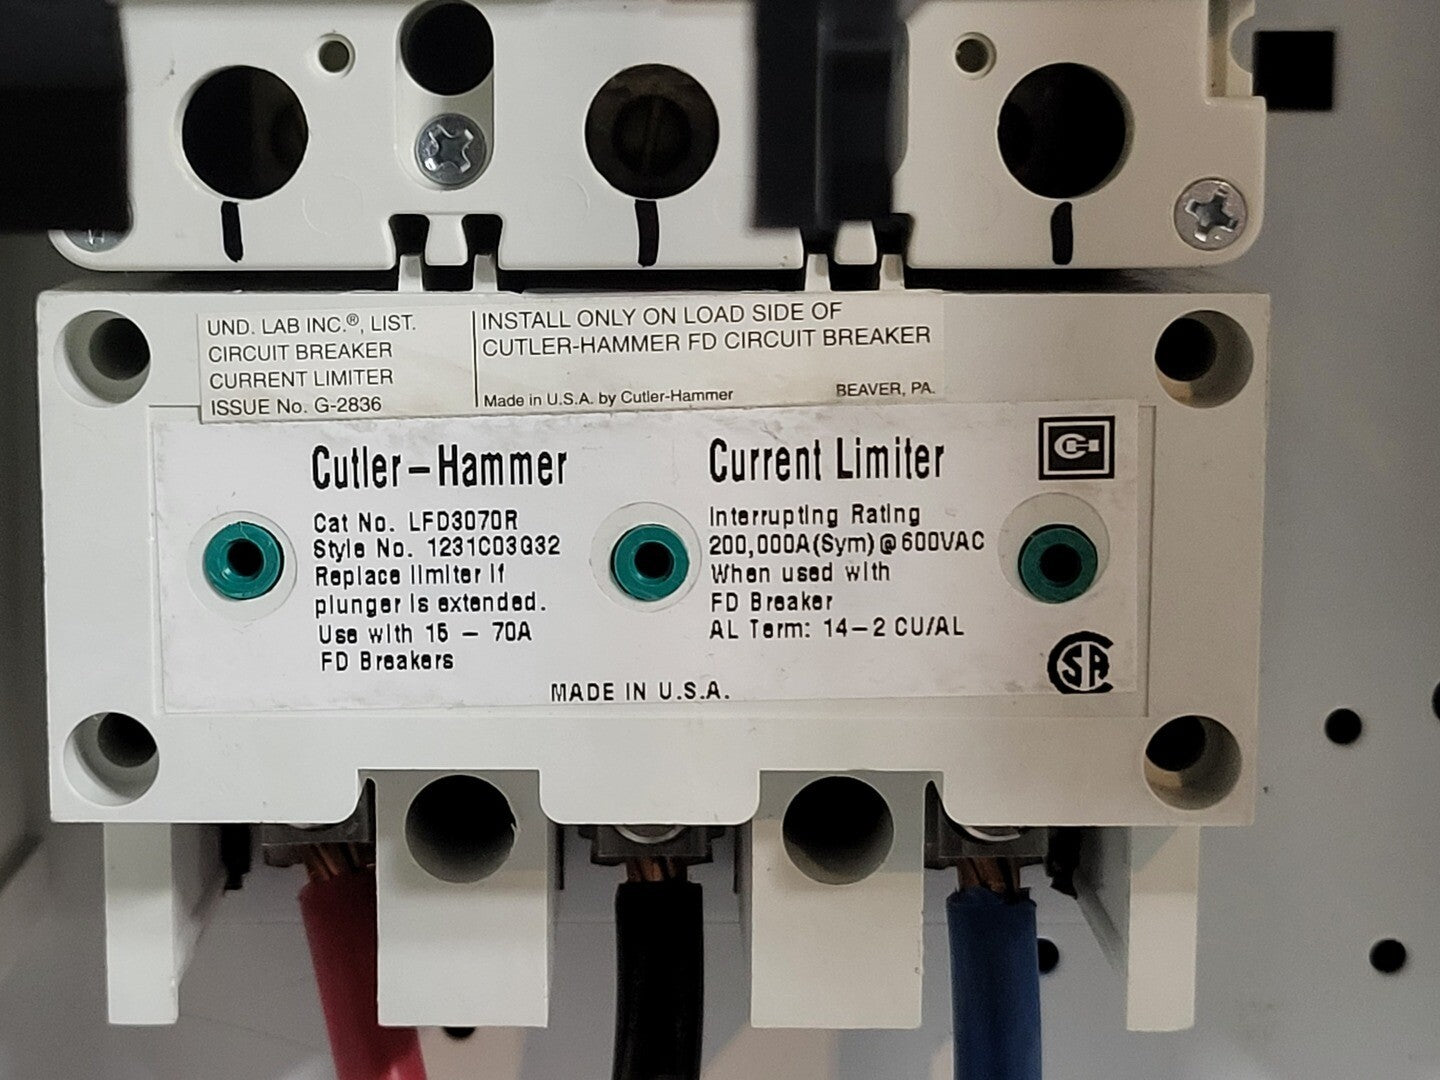 UND. LAB INC.®, LIST.
CIRCUIT BREAKER
CURRENT LIMITER
ISSUE No. G-2836
INSTALL ONLY ON LOAD SIDE OF
CUTLER-HAMMER FD CIRCUIT BREAKER
Made in U.S.A. by Cutler-Hammer
BEAVER, PA.
Cutler-Hammer
Cat No. LFD3070R
Style No. 1231C03G32
Replace limiter if
plunger is extended.
Use with 15 - 70A
FD Breakers
Current Limiter
Interrupting Rating
200,000A(Sym)@600VAC
When used with
FD Breaker
AL Term: 14-2 CU/AL
MADE IN U.S.A.
CH
SA